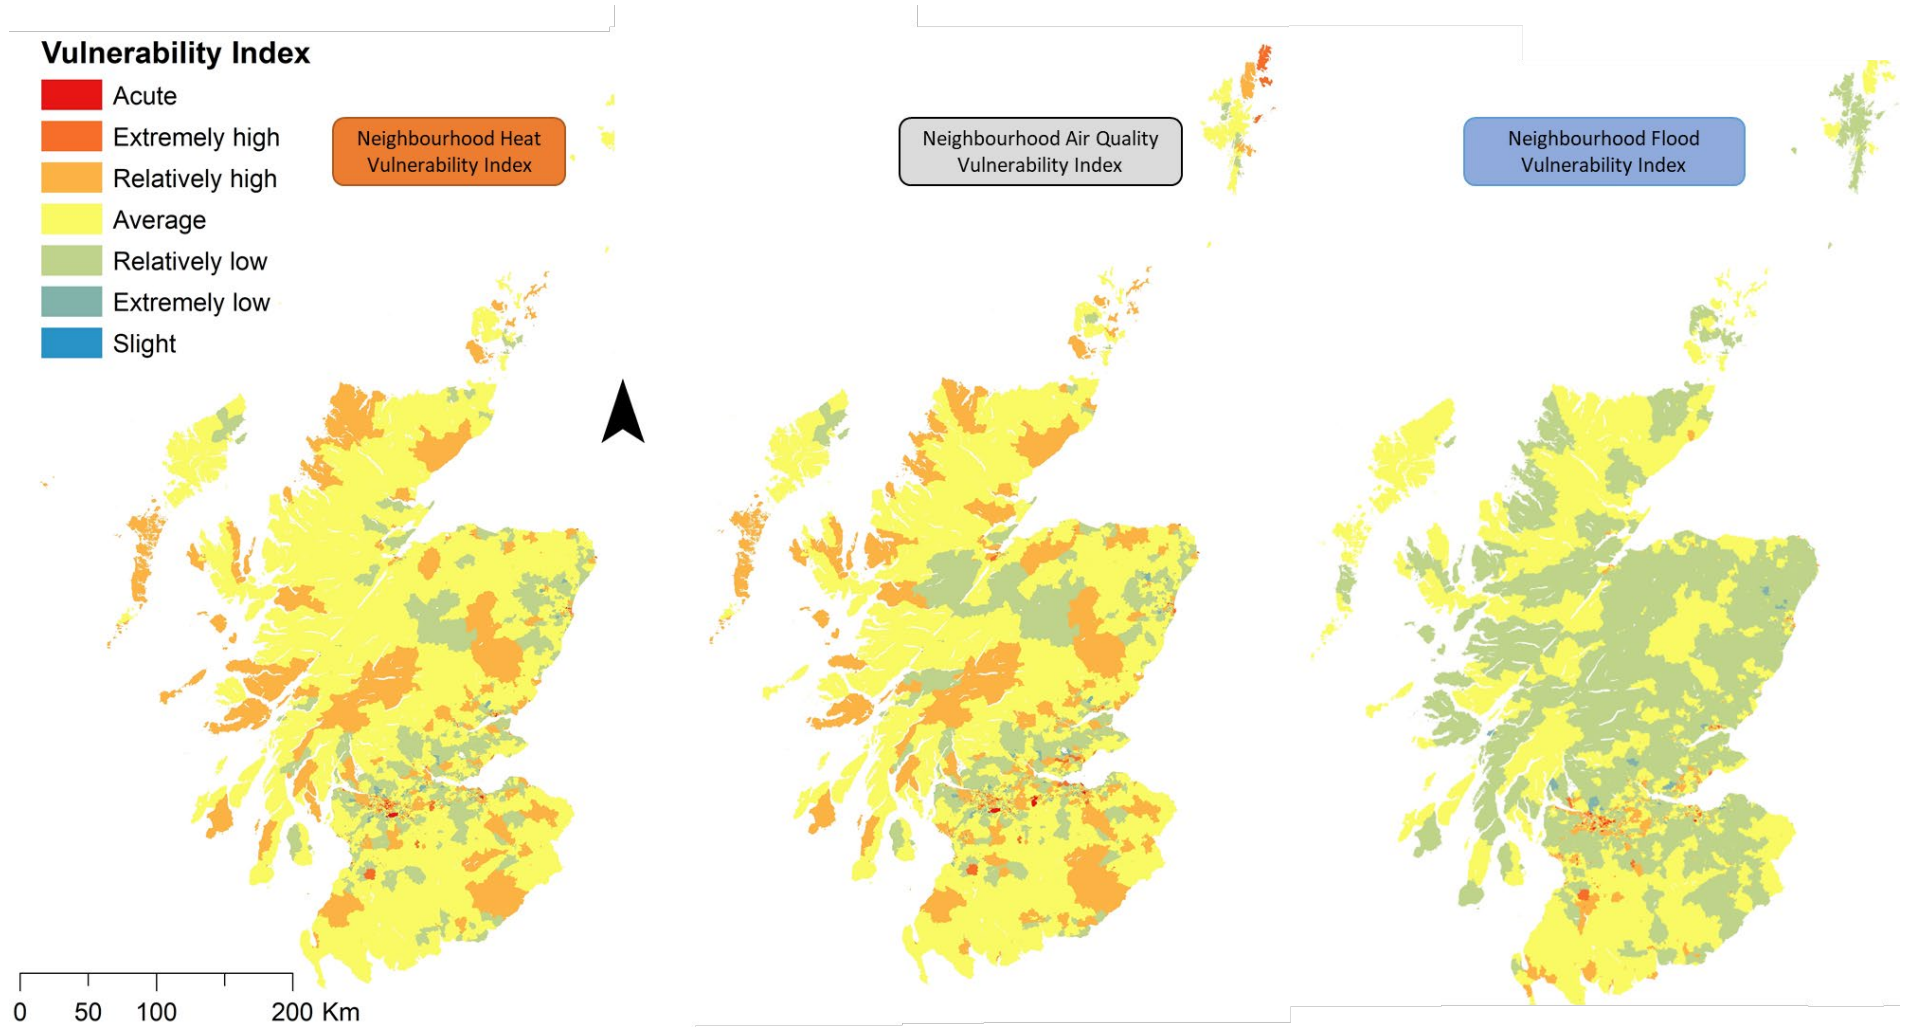 Vulnerability Index
Acute
Extremely high
Relatively high
Average
Relatively low
Extremely low
Slight
Neighbourhood Heat
Vulnerability Index
Neighbourhood Air Quality
Vulnerability Index
Neighbourhood Flood
Vulnerability Index
0 50 100 200 Km